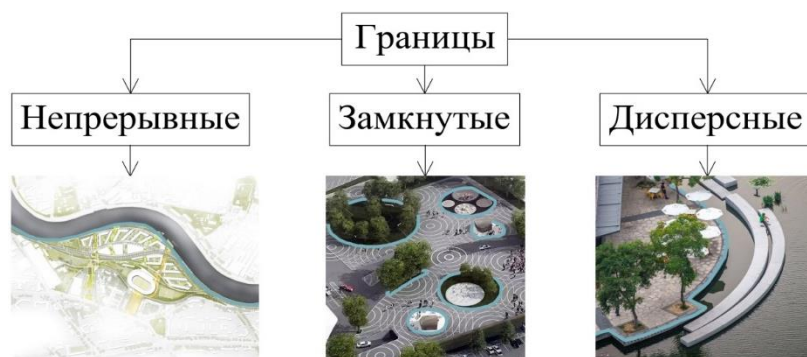 Границы
Непрерывные
Замкнутые
Дисперсные